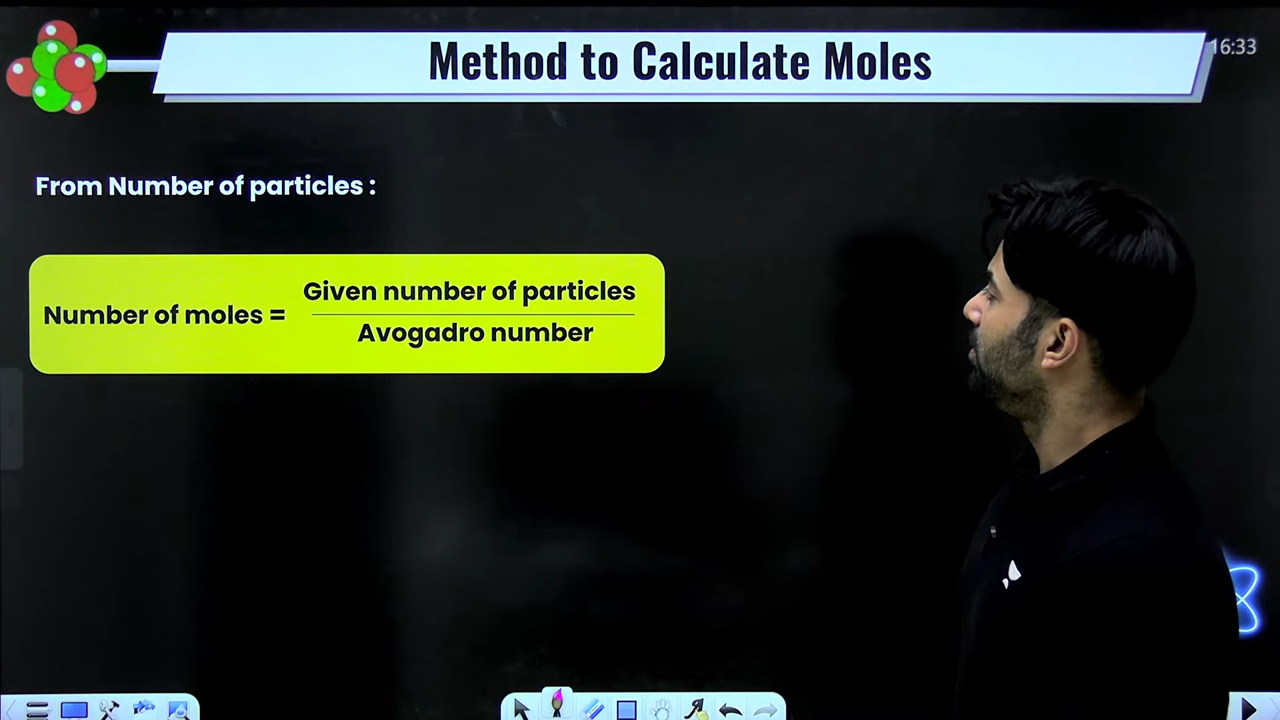 Method to Calculate Moles
16:33
From Number of particles :
Number of moles = Given number of particles
Avogadro number